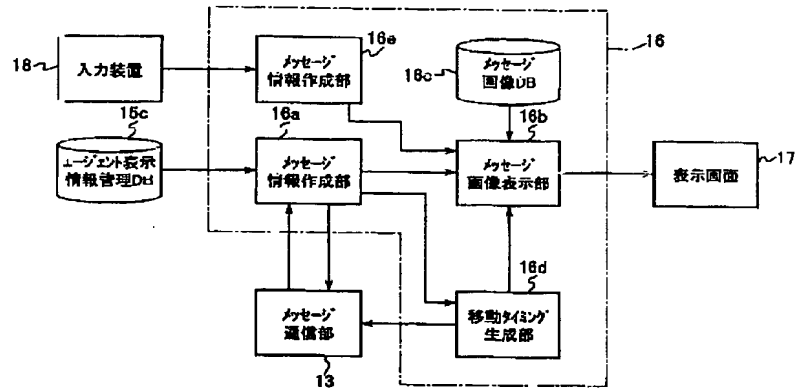 16e
16
18
入力装置
メッセージ
情報作成部
16c
メッセージ
画像DB
15c
16a
16b
エージェント表示
情報管理DB
メッセージ
情報作成部
メッセージ
画像表示部
表示画面
17
16d
メッセージ
通信部
移動タイミング
生成部
13